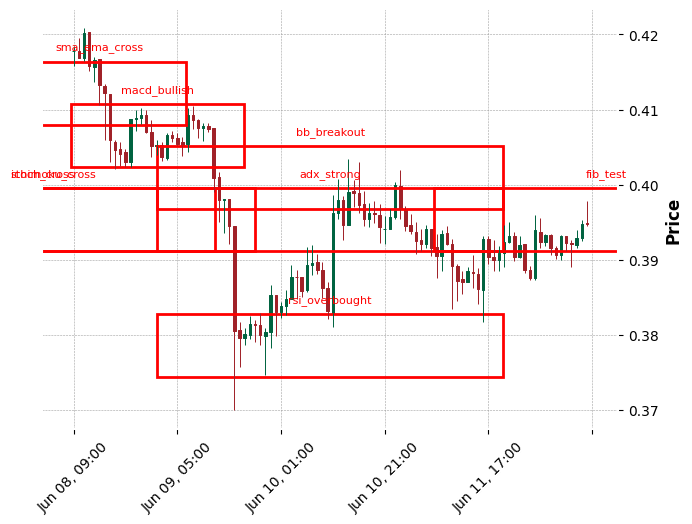 sma_sma_cross
macd_bullish
bb_breakout
stoch_cross
adx_strong
fib_test
rsi_overbought
0.42
0.41
0.40
0.39
0.38
0.37
Price
Jun 08, 09:00
Jun 09, 05:00
Jun 10, 01:00
Jun 10, 21:00
Jun 11, 17:00